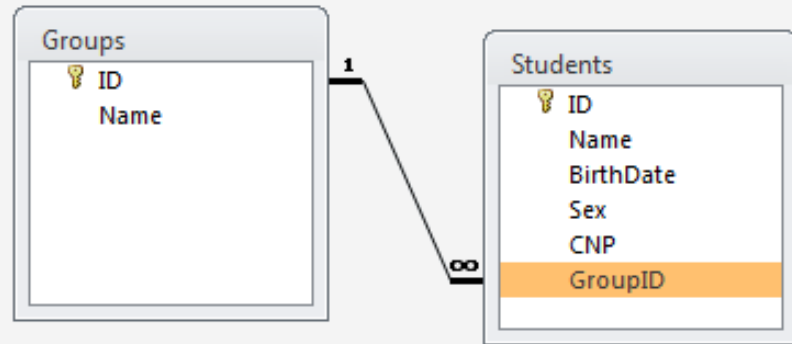 Groups
ID
Name
1
∞
Students
ID
Name
BirthDate
Sex
CNP
GroupID